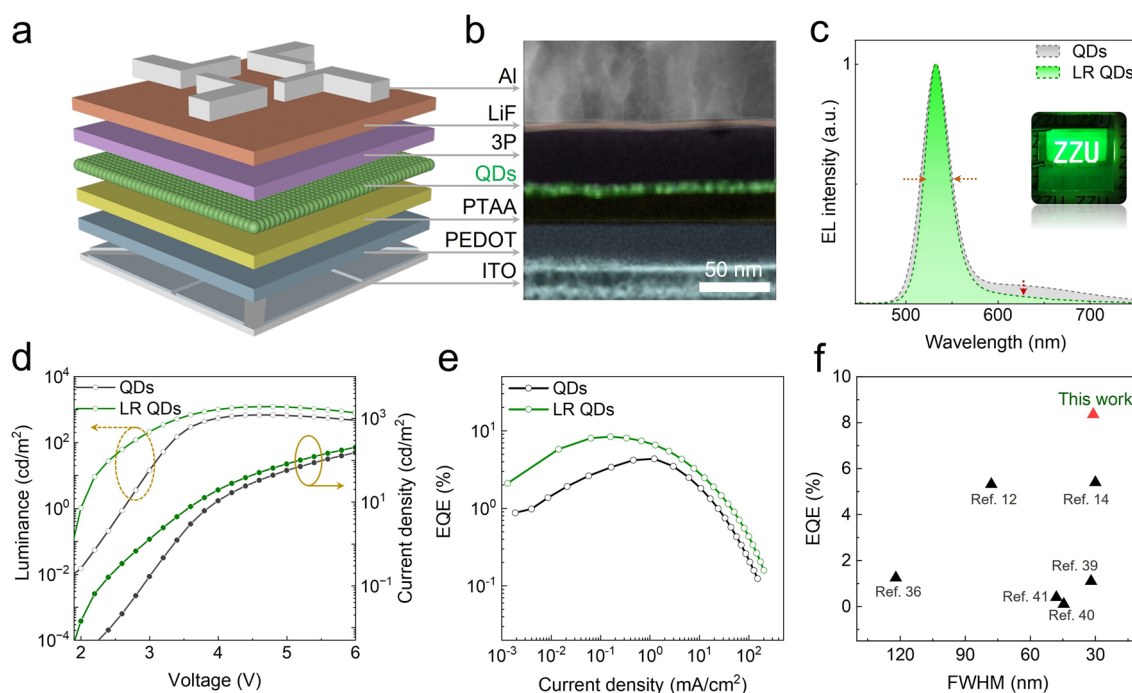 a
Al
LiF
3P
QDs
PTAA
PEDOT
ITO
b
50 nm
c
QDs
LR QDs
ZZU
1
EL intensity (a.u.)
500
600
700
Wavelength (nm)
d
QDs
LR QDs
10⁴
10²
10⁰
10⁻²
10⁻⁴
Luminance (cd/m²)
10³
10¹
10⁻¹
Current density (cd/m²)
2
3
4
5
6
Voltage (V)
e
QDs
LR QDs
10¹
10⁰
10⁻¹
EQE (%)
10⁻³
10⁻²
10⁻¹
10⁰
10¹
10²
Current density (mA/cm²)
f
10
8
6
4
2
0
EQE (%)
This work
Ref. 12
Ref. 14
Ref. 39
Ref. 36
Ref. 41
Ref. 40
120
90
60
30
FWHM (nm)